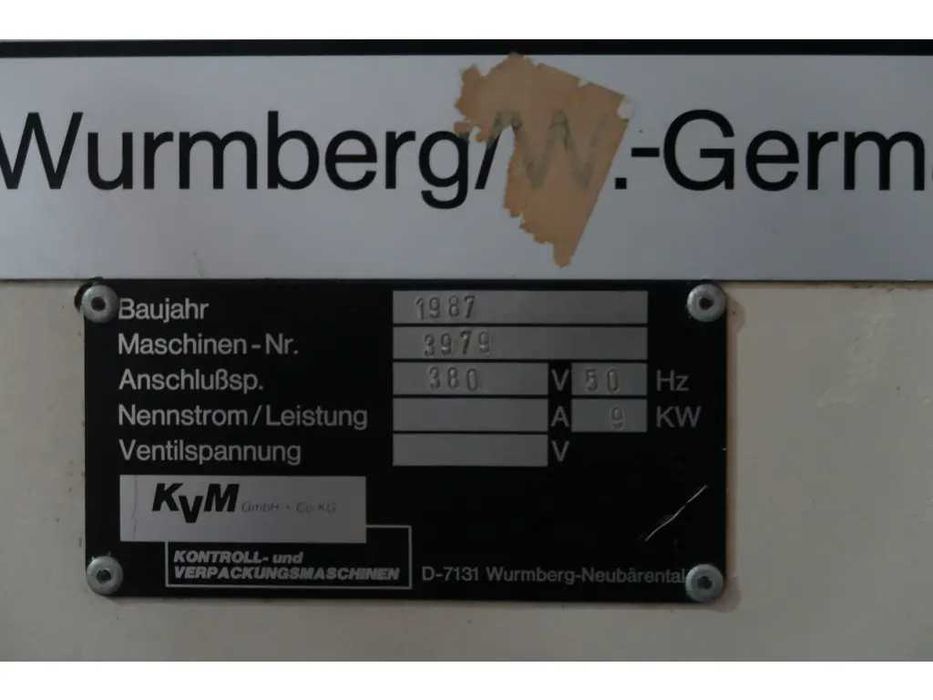 Wurmberg/W.-Germ
Baujahr 1987
Maschinen-Nr. 3979
Anschlußsp. 380 V 50 Hz
Nennstrom/Leistung A 9 KW
Ventilspannung V
KVM GmbH + Co KG
KONTROLL- und
VERPACKUNGSMASCHINEN
D-7131 Wurmberg-Neubärental